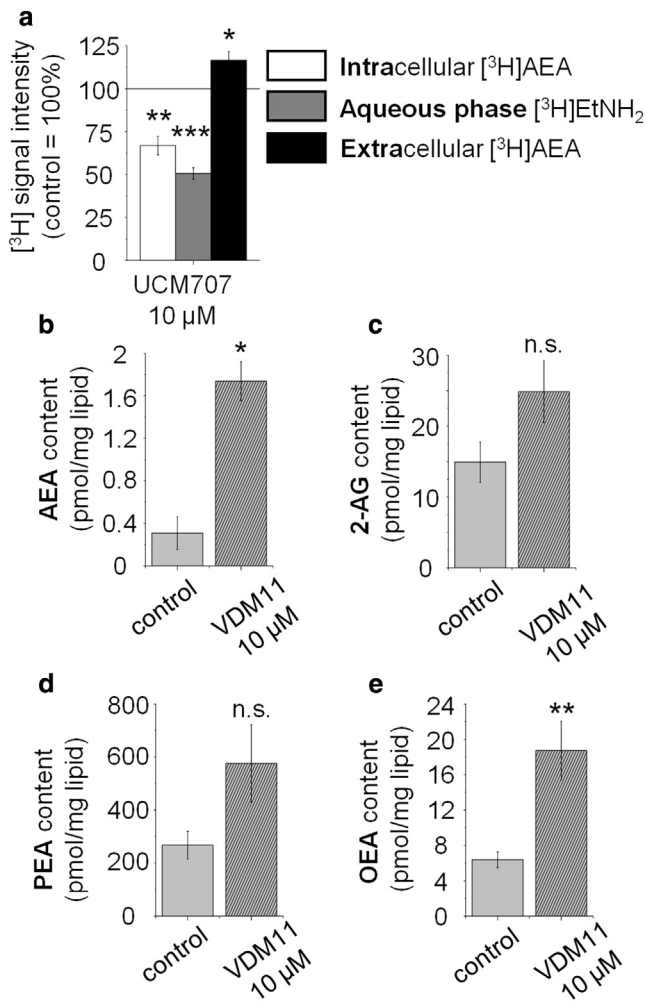 a
[³H] signal intensity
(control = 100%)
125
100
75
50
25
0
**
***
*
UCM707
10 µM
Intracellular [³H]AEA
Aqueous phase [³H]EtNH₂
Extracellular [³H]AEA
b
AEA content
(pmol/mg lipid)
2
1.6
1.2
0.8
0.4
0
*
control
VDM11
10 µM
c
2-AG content
(pmol/mg lipid)
30
15
25
20
10
5
0
n.s.
control
VDM11
10 µM
d
PEA content
(pmol/mg lipid)
800
600
400
200
0
n.s.
control
VDM11
10 µM
e
OEA content
(pmol/mg lipid)
24
20
16
12
8
4
0
**
control
VDM11
10 µM